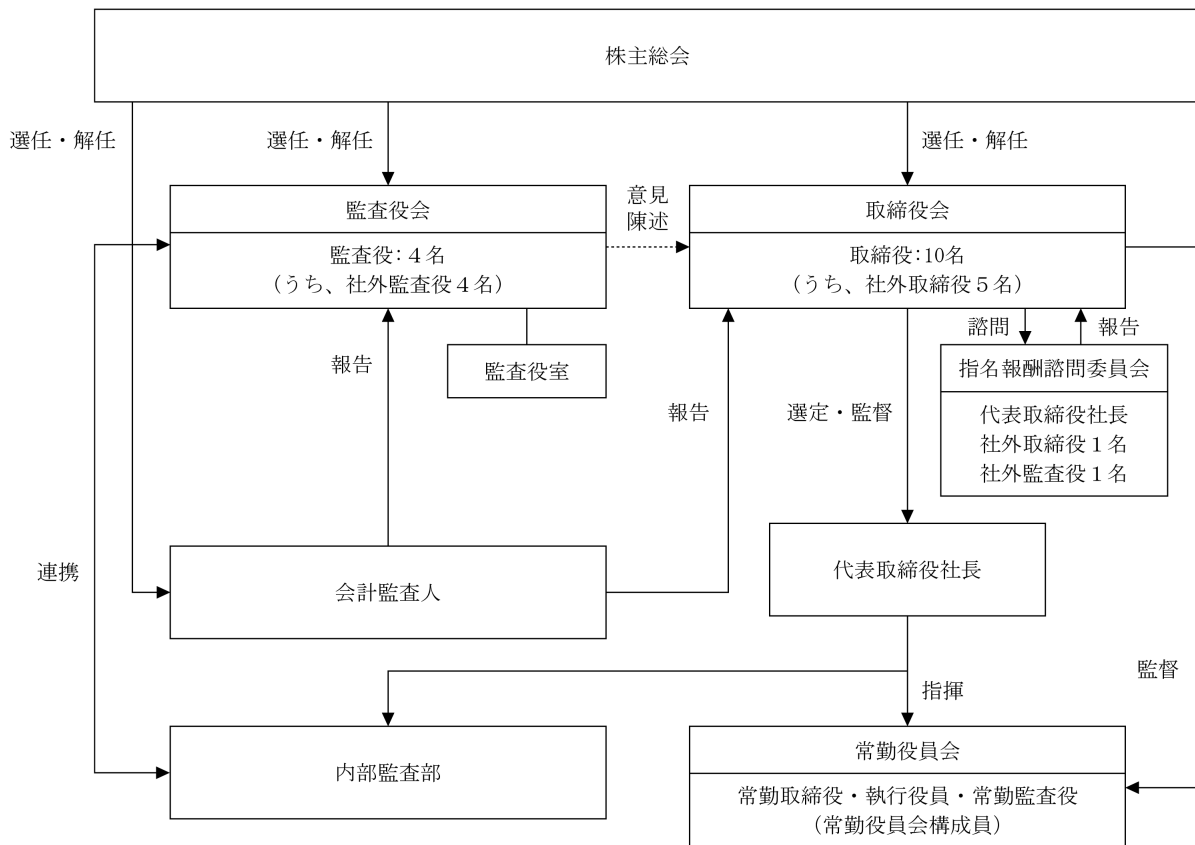 株主総会
選任・解任
選任・解任
選任・解任
監査役会
監査役：４名
（うち、社外監査役４名）
意見
陳述
取締役会
取締役：10名
（うち、社外取締役５名）
監査役室
報告
報告
選定・監督
諮問
報告
指名報酬諮問委員会
代表取締役社長
社外取締役１名
社外監査役１名
連携
会計監査人
代表取締役社長
指揮
監督
内部監査部
常勤役員会
常勤取締役・執行役員・常勤監査役
（常勤役員会構成員）